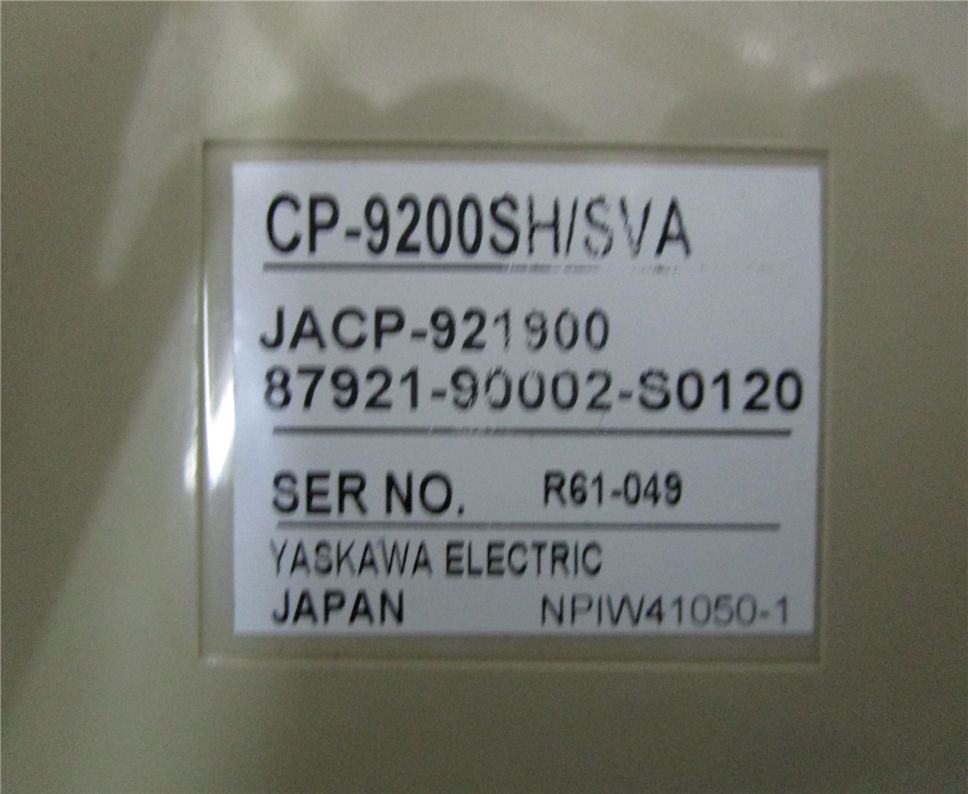 CP-9200SH/SVA
JACP-921900
87921-90002-S0120
SER NO. R61-049
YASKAWA ELECTRIC
JAPAN NPIW41050-1